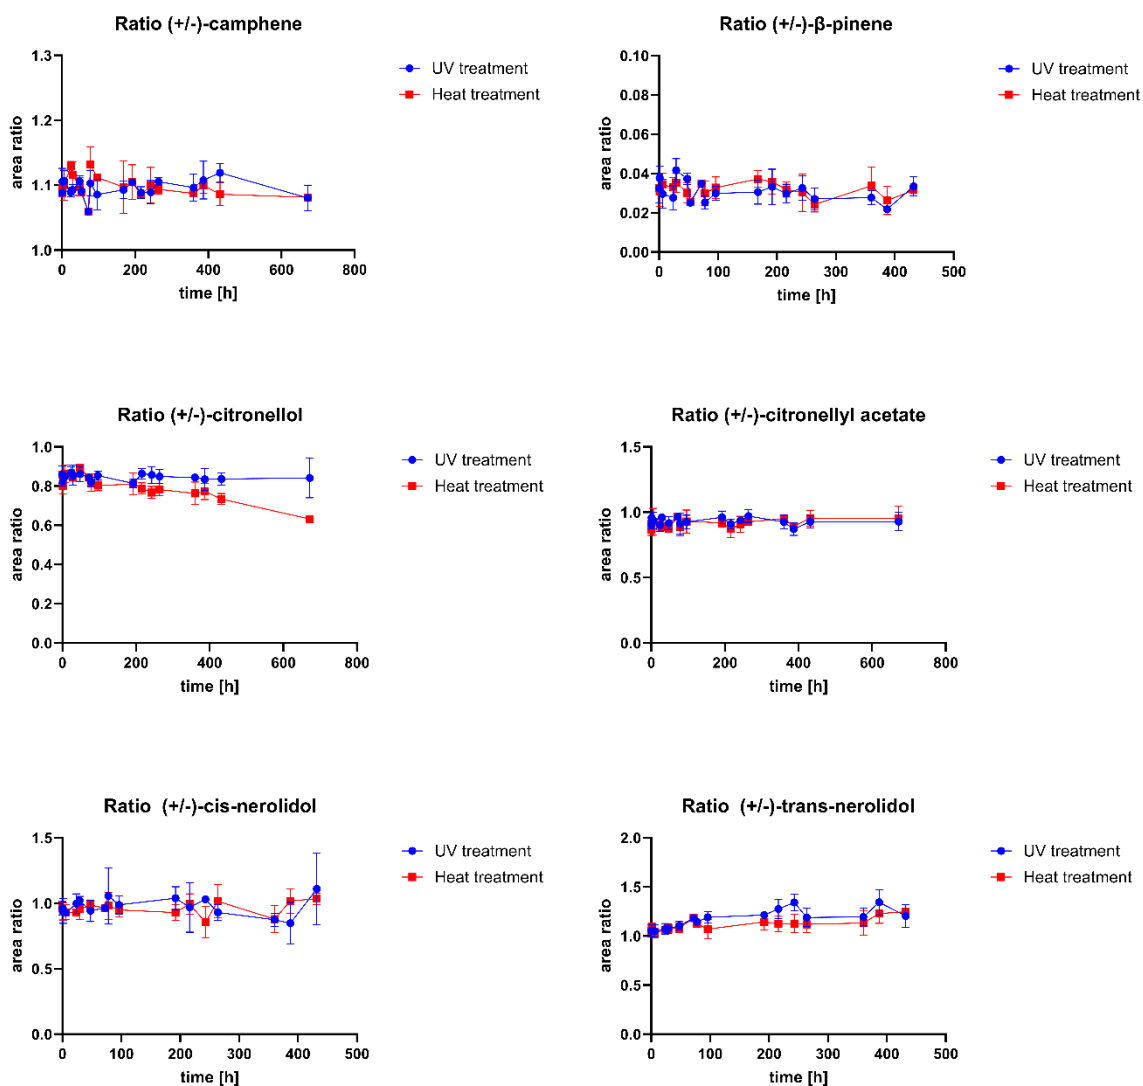 Ratio (+/-)-camphene
1.3
1.2
1.1
1.0
area ratio
0
200
400
600
800
time [h]
UV treatment
Heat treatment
Ratio (+/-)-β-pinene
0.10
0.08
0.06
0.04
0.02
0.00
area ratio
0
100
200
300
400
500
time [h]
UV treatment
Heat treatment
Ratio (+/-)-citronellol
1.0
0.8
0.6
0.4
0.2
0.0
area ratio
0
200
400
600
800
time [h]
UV treatment
Heat treatment
Ratio (+/-)-citronellyl acetate
1.5
1.0
0.5
0.0
area ratio
0
200
400
600
800
time [h]
UV treatment
Heat treatment
Ratio (+/-)-cis-nerolidol
1.5
1.0
0.5
0.0
area ratio
0
100
200
300
400
500
time [h]
UV treatment
Heat treatment
Ratio (+/-)-trans-nerolidol
2.0
1.5
1.0
0.5
0.0
area ratio
0
100
200
300
400
500
time [h]
UV treatment
Heat treatment